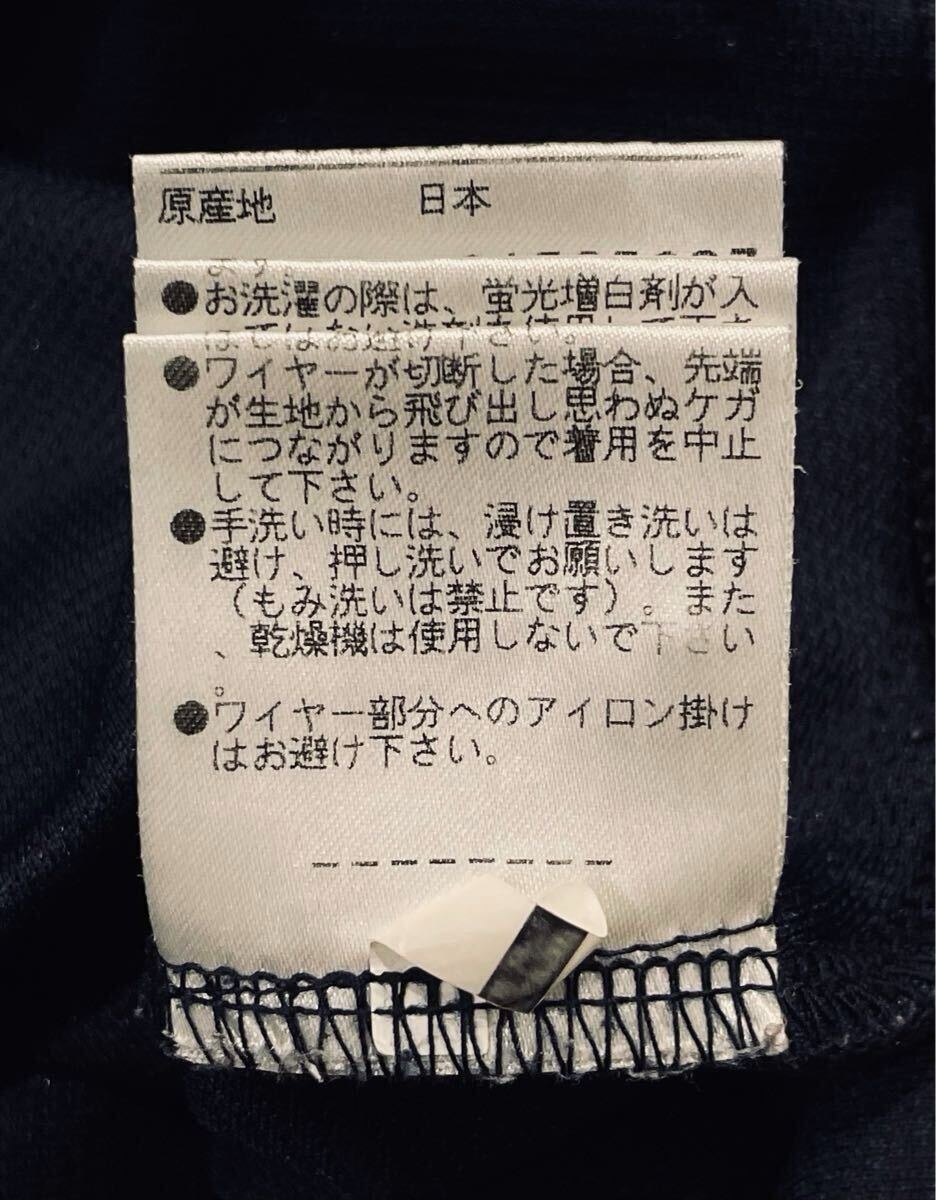 原産地 日本
●お洗濯の際は、蛍光増白剤が入
●ワイヤーが切断した場合、先端
が生地から飛び出し思わぬケガ
につながりますので着用を中止
して下さい。
●手洗い時には、浸け置き洗いは
避け、押し洗いでお願いします
（もみ洗いは禁止です）。また
、乾燥機は使用しないで下さい
。
●ワイヤー部分へのアイロン掛け
はお避け下さい。